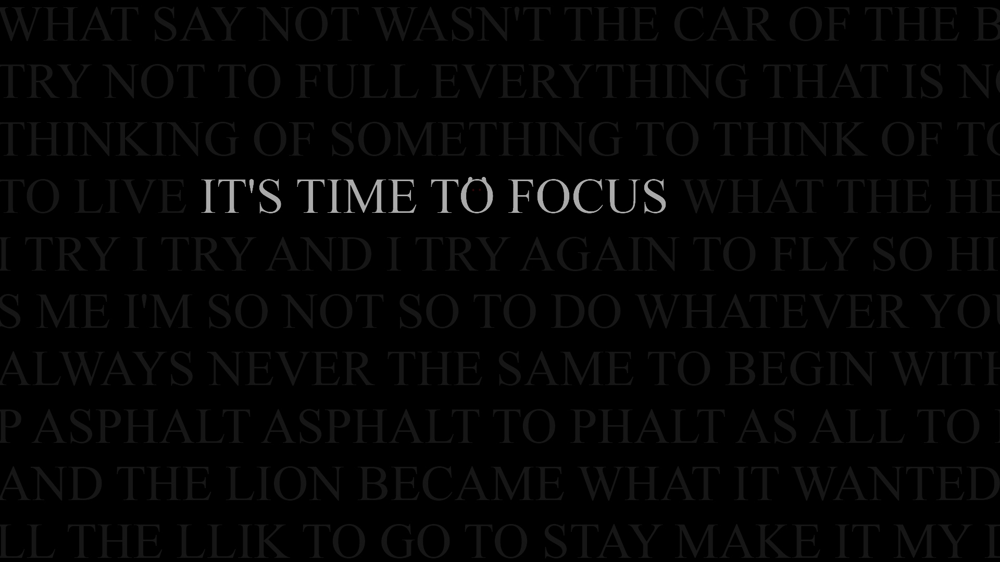 WHAT SAY NOT WASN'T THE CAR OF THE B
TRY NOT TO FULL EVERYTHING THAT IS NO
THINKING OF SOMETHING TO THINK OF TO
TO LIVE IT'S TIME TO FOCUS WHAT THE HE
I TRY I TRY AND I TRY AGAIN TO FLY SO HI
S ME I'M SO NOT SO TO DO WHATEVER YOU
ALWAYS NEVER THE SAME TO BEGIN WITH
P ASPHALT ASPHALT TO PHALT AS ALL TO
AND THE LION BECAME WHAT IT WANTED
LL THE LLIK TO GO TO STAY MAKE IT MY